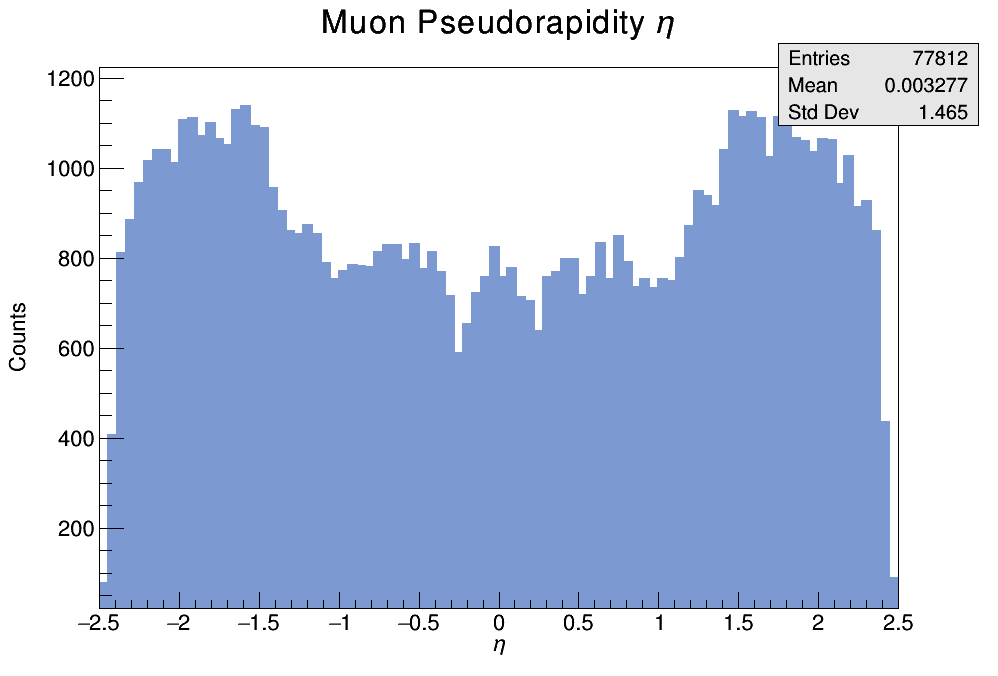 Muon Pseudorapidity η
Entries 77812
Mean 0.003277
Std Dev 1.465
1200
1000
800
600
400
200
Counts
−2.5 −2 −1.5 −1 −0.5 0 0.5 1 1.5 2 2.5
η